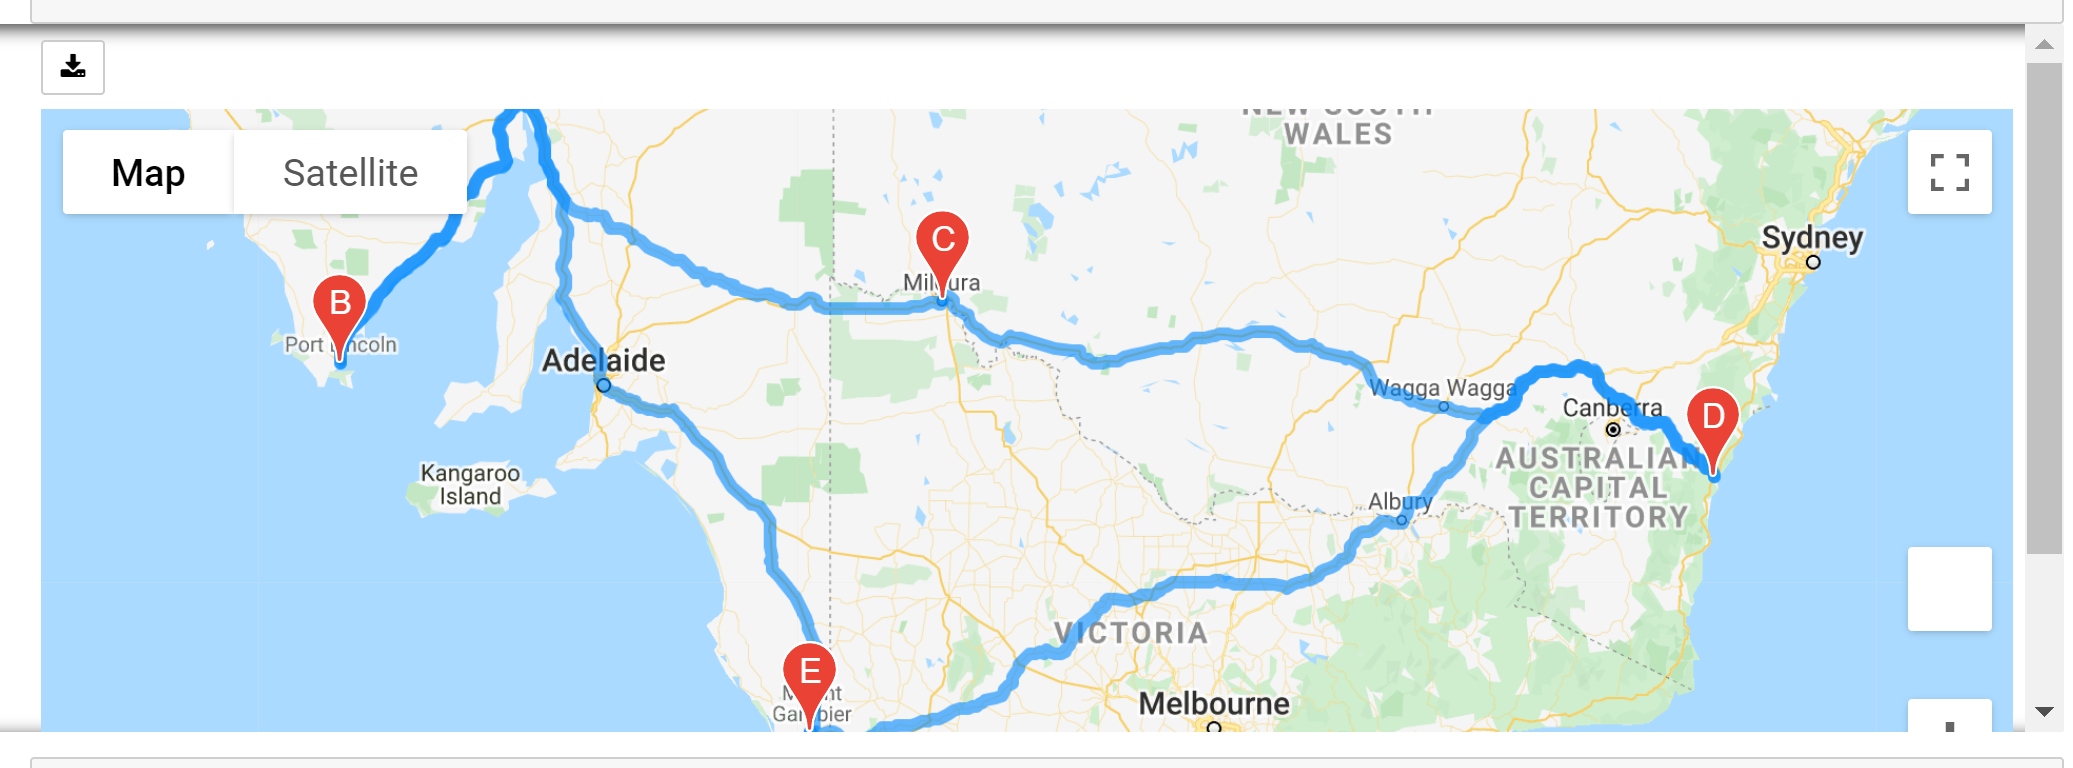 NEW SOUTH
WALES
Map
Satellite
Sydney
C
Mildura
B
Port Lincoln
Adelaide
Wagga Wagga
Canberra
D
AUSTRALIAN
CAPITAL
TERRITORY
Kangaroo
Island
Albury
VICTORIA
E
Mount
Gambier
Melbourne